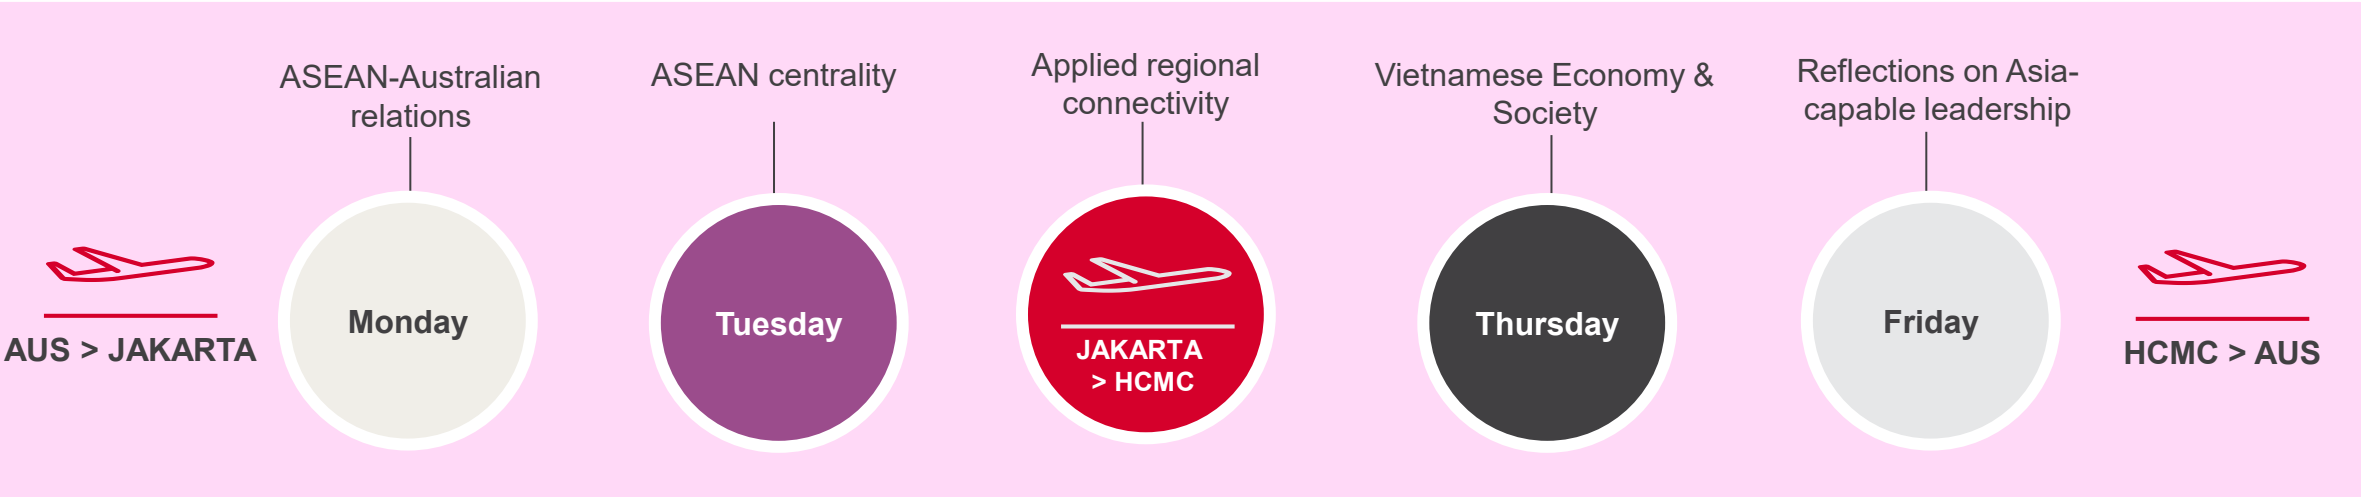 ASEAN-Australian
relations
ASEAN centrality
Applied regional
connectivity
Vietnamese Economy &
Society
Reflections on Asia-
capable leadership
AUS > JAKARTA
Monday
Tuesday
JAKARTA
> HCMC
Thursday
Friday
HCMC > AUS